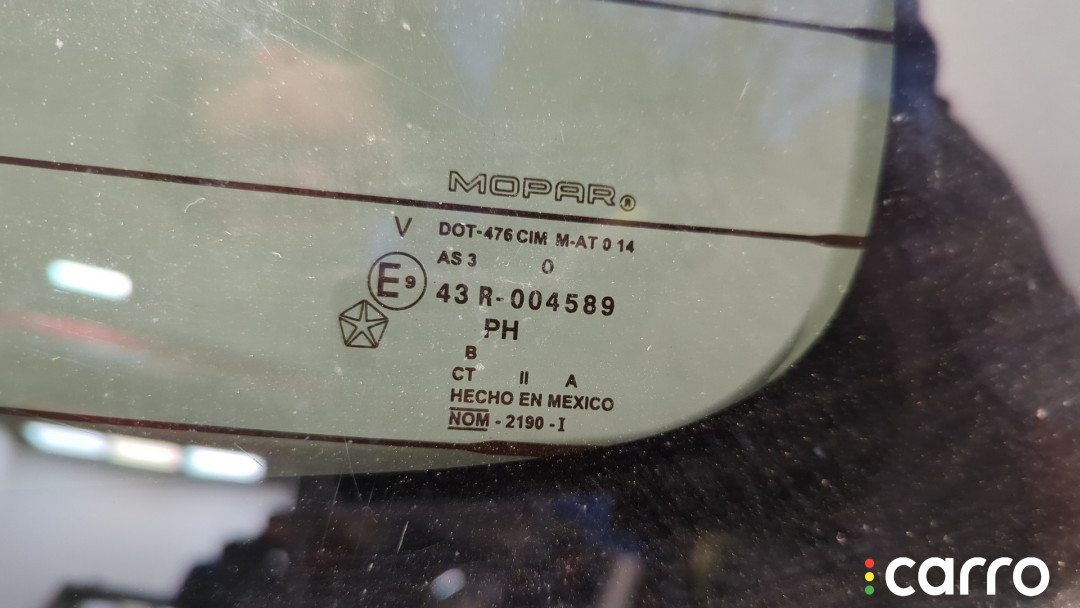 MOPAR®
V DOT-476 CIM M-AT 0 14
AS 3 0
E9 43 R-004589
PH
B
CT II A
HECHO EN MEXICO
NOM - 2190 - I
carro